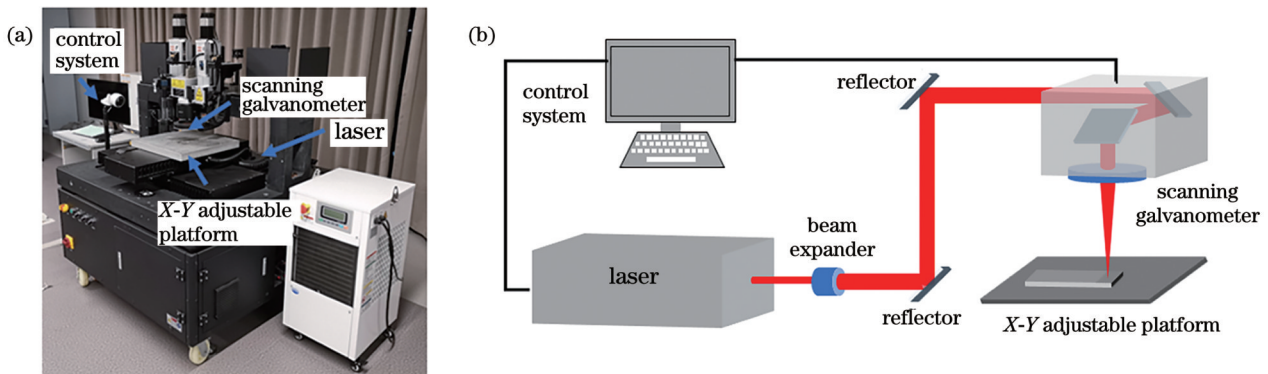 (a)
control
system
scanning
galvanometer
laser
X-Y adjustable
platform
(b)
control
system
reflector
scanning
galvanometer
laser
beam
expander
reflector
X-Y adjustable platform